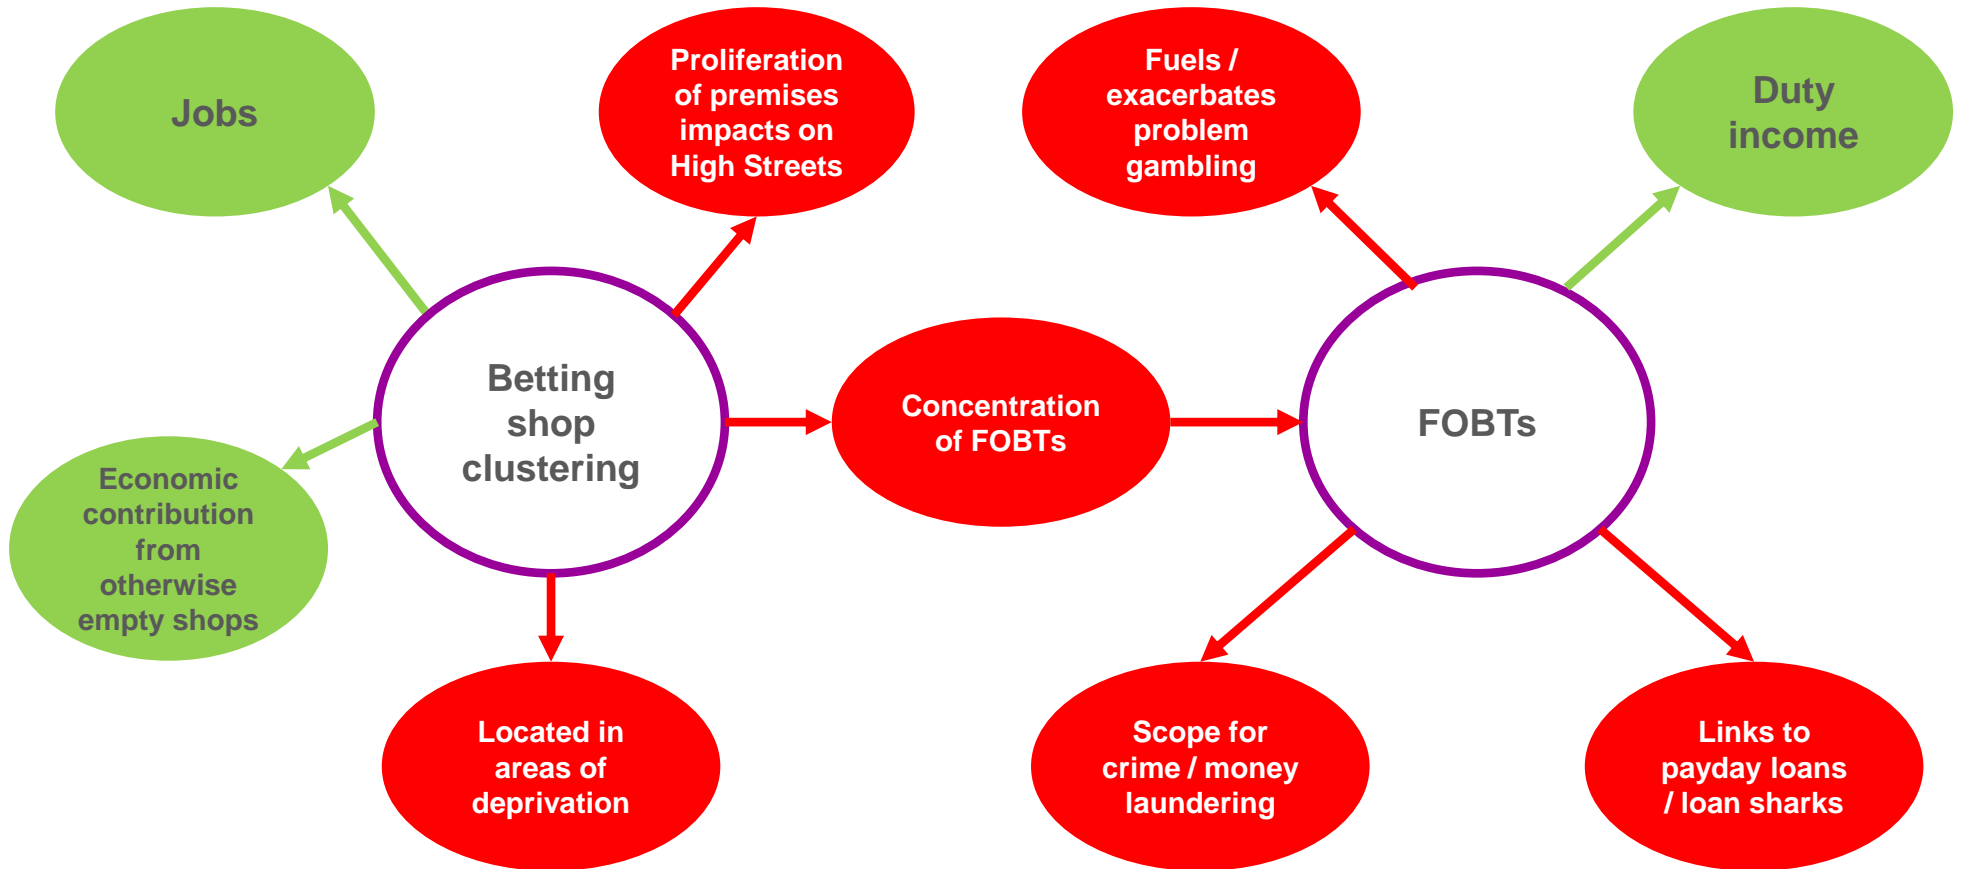 Jobs
Proliferation
of premises
impacts on
High Streets
Fuels /
exacerbates
problem
gambling
Duty
income
Betting
shop
clustering
Concentration
of FOBTs
FOBTs
Economic
contribution
from
otherwise
empty shops
Located in
areas of
deprivation
Scope for
crime / money
laundering
Links to
payday loans
/ loan sharks